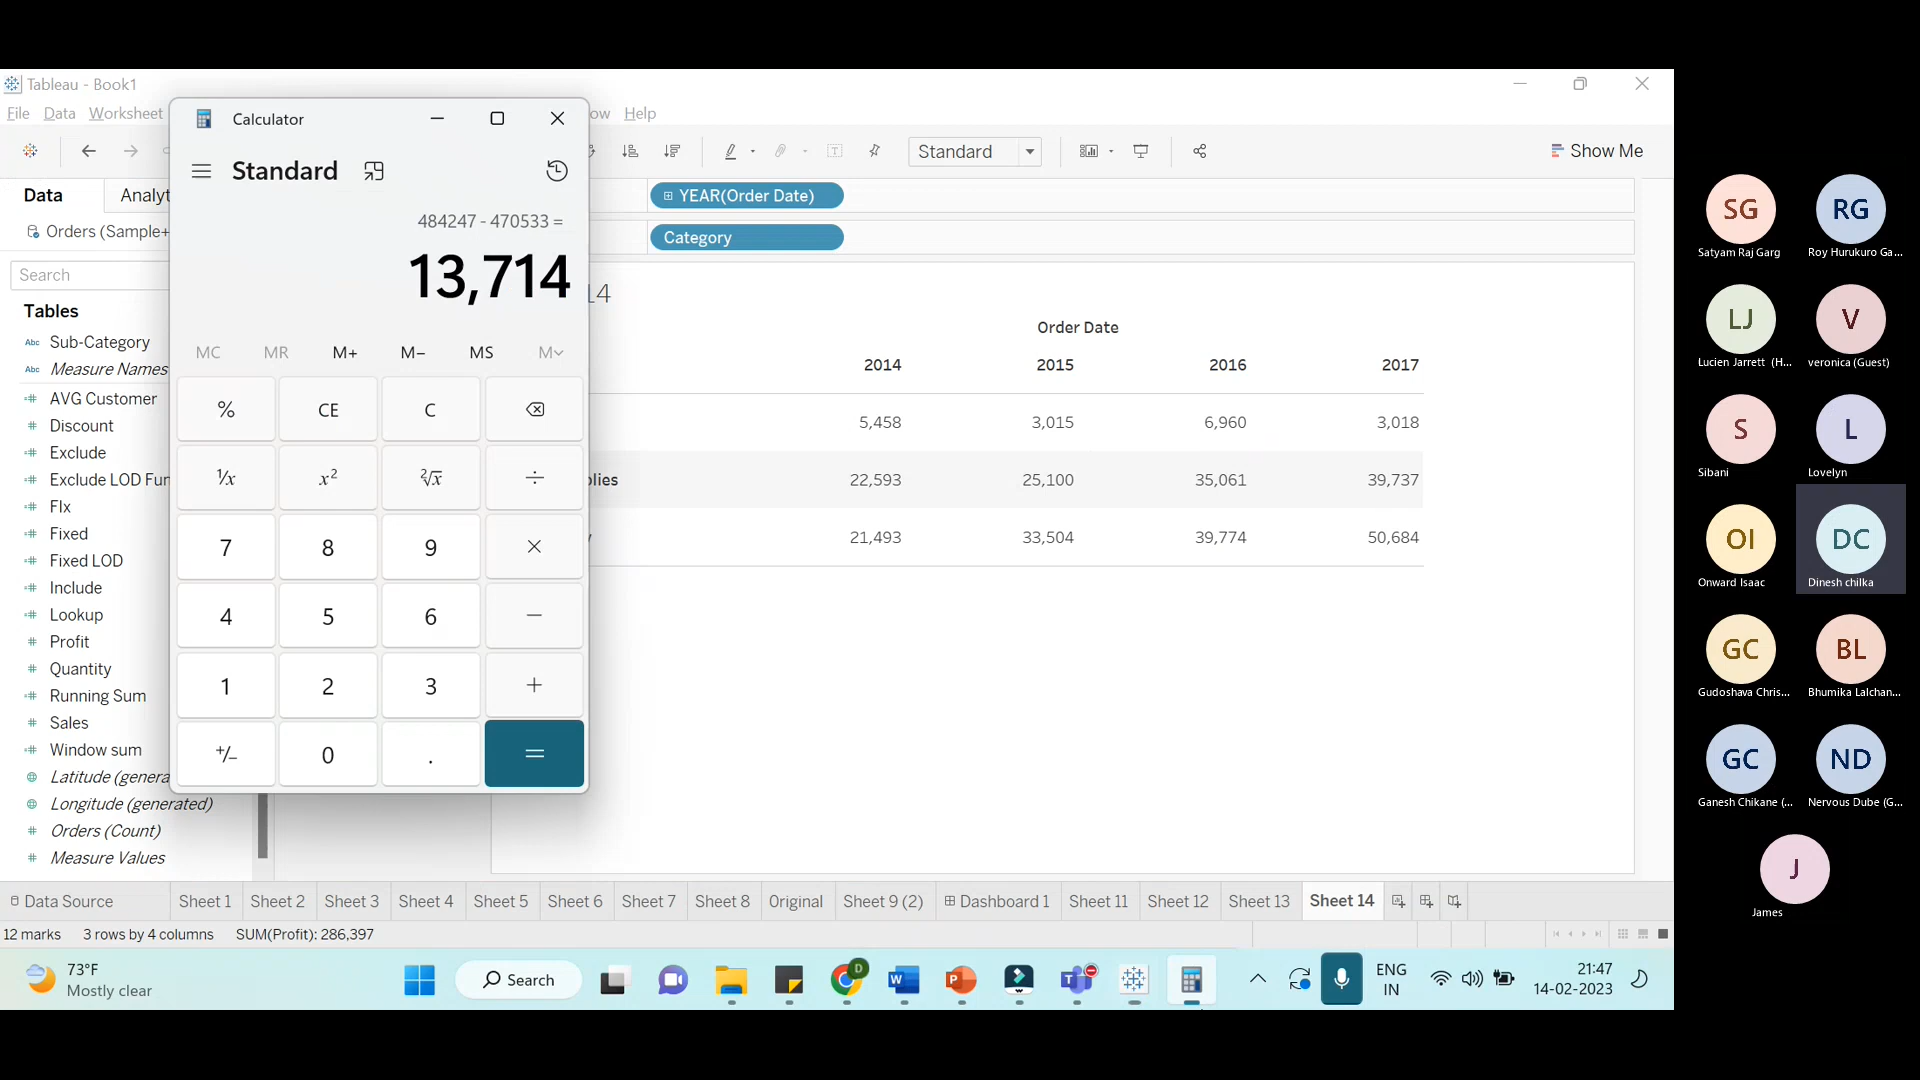 Tableau - Book1
File Data Worksheet
Help
Standard
Show Me
Data
Orders (Sample+
Search
Tables
Abc Sub-Category
Abc Measure Names
AVG Customer
Discount
Exclude
Exclude LOD Fun
FIx
Fixed
Fixed LOD
Include
Lookup
Profit
Quantity
Running Sum
Sales
Window sum
Latitude (genera
Longitude (generated)
Orders (Count)
Measure Values
Calculator
Standard
484247 - 470533 =
13,714
MC MR M+ M− MS M
% CE C
⅟x x² ²√x ÷
7 8 9 ×
4 5 6 −
1 2 3 +
+/− 0 . =
YEAR(Order Date)
Category
14
Order Date
2014 2015 2016 2017
5,458 3,015 6,960 3,018
plies 22,593 25,100 35,061 39,737
21,493 33,504 39,774 50,684
Data Source Sheet 1 Sheet 2 Sheet 3 Sheet 4 Sheet 5 Sheet 6 Sheet 7 Sheet 8 Original Sheet 9 (2) Dashboard 1 Sheet 11 Sheet 12 Sheet 13 Sheet 14
12 marks 3 rows by 4 columns SUM(Profit): 286,397
73°F
Mostly clear
Search
D
ENG
IN
21:47
14-02-2023
SG RG
Satyam Raj Garg Roy Hurukuro Ga...
LJ V
Lucien Jarrett (H... veronica (Guest)
S L
Sibani Lovelyn
OI DC
Onward Isaac Dinesh chilka
GC BL
Gudoshava Chris... Bhumika Lalchan...
GC ND
Ganesh Chikane (... Nervous Dube (G...
J
James